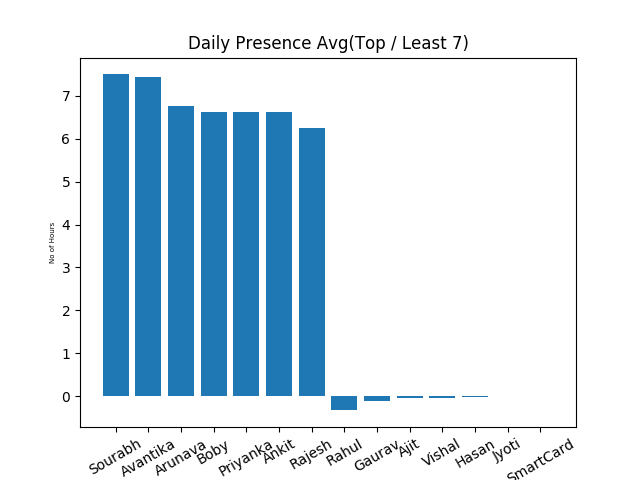 Daily Presence Avg(Top / Least 7)
No of Hours
7
6
5
4
3
2
1
0
Sourabh
Avantika
Arunava
Boby
Priyanka
Ankit
Rajesh
Rahul
Gaurav
Ajit
Vishal
Hasan
Jyoti
SmartCard